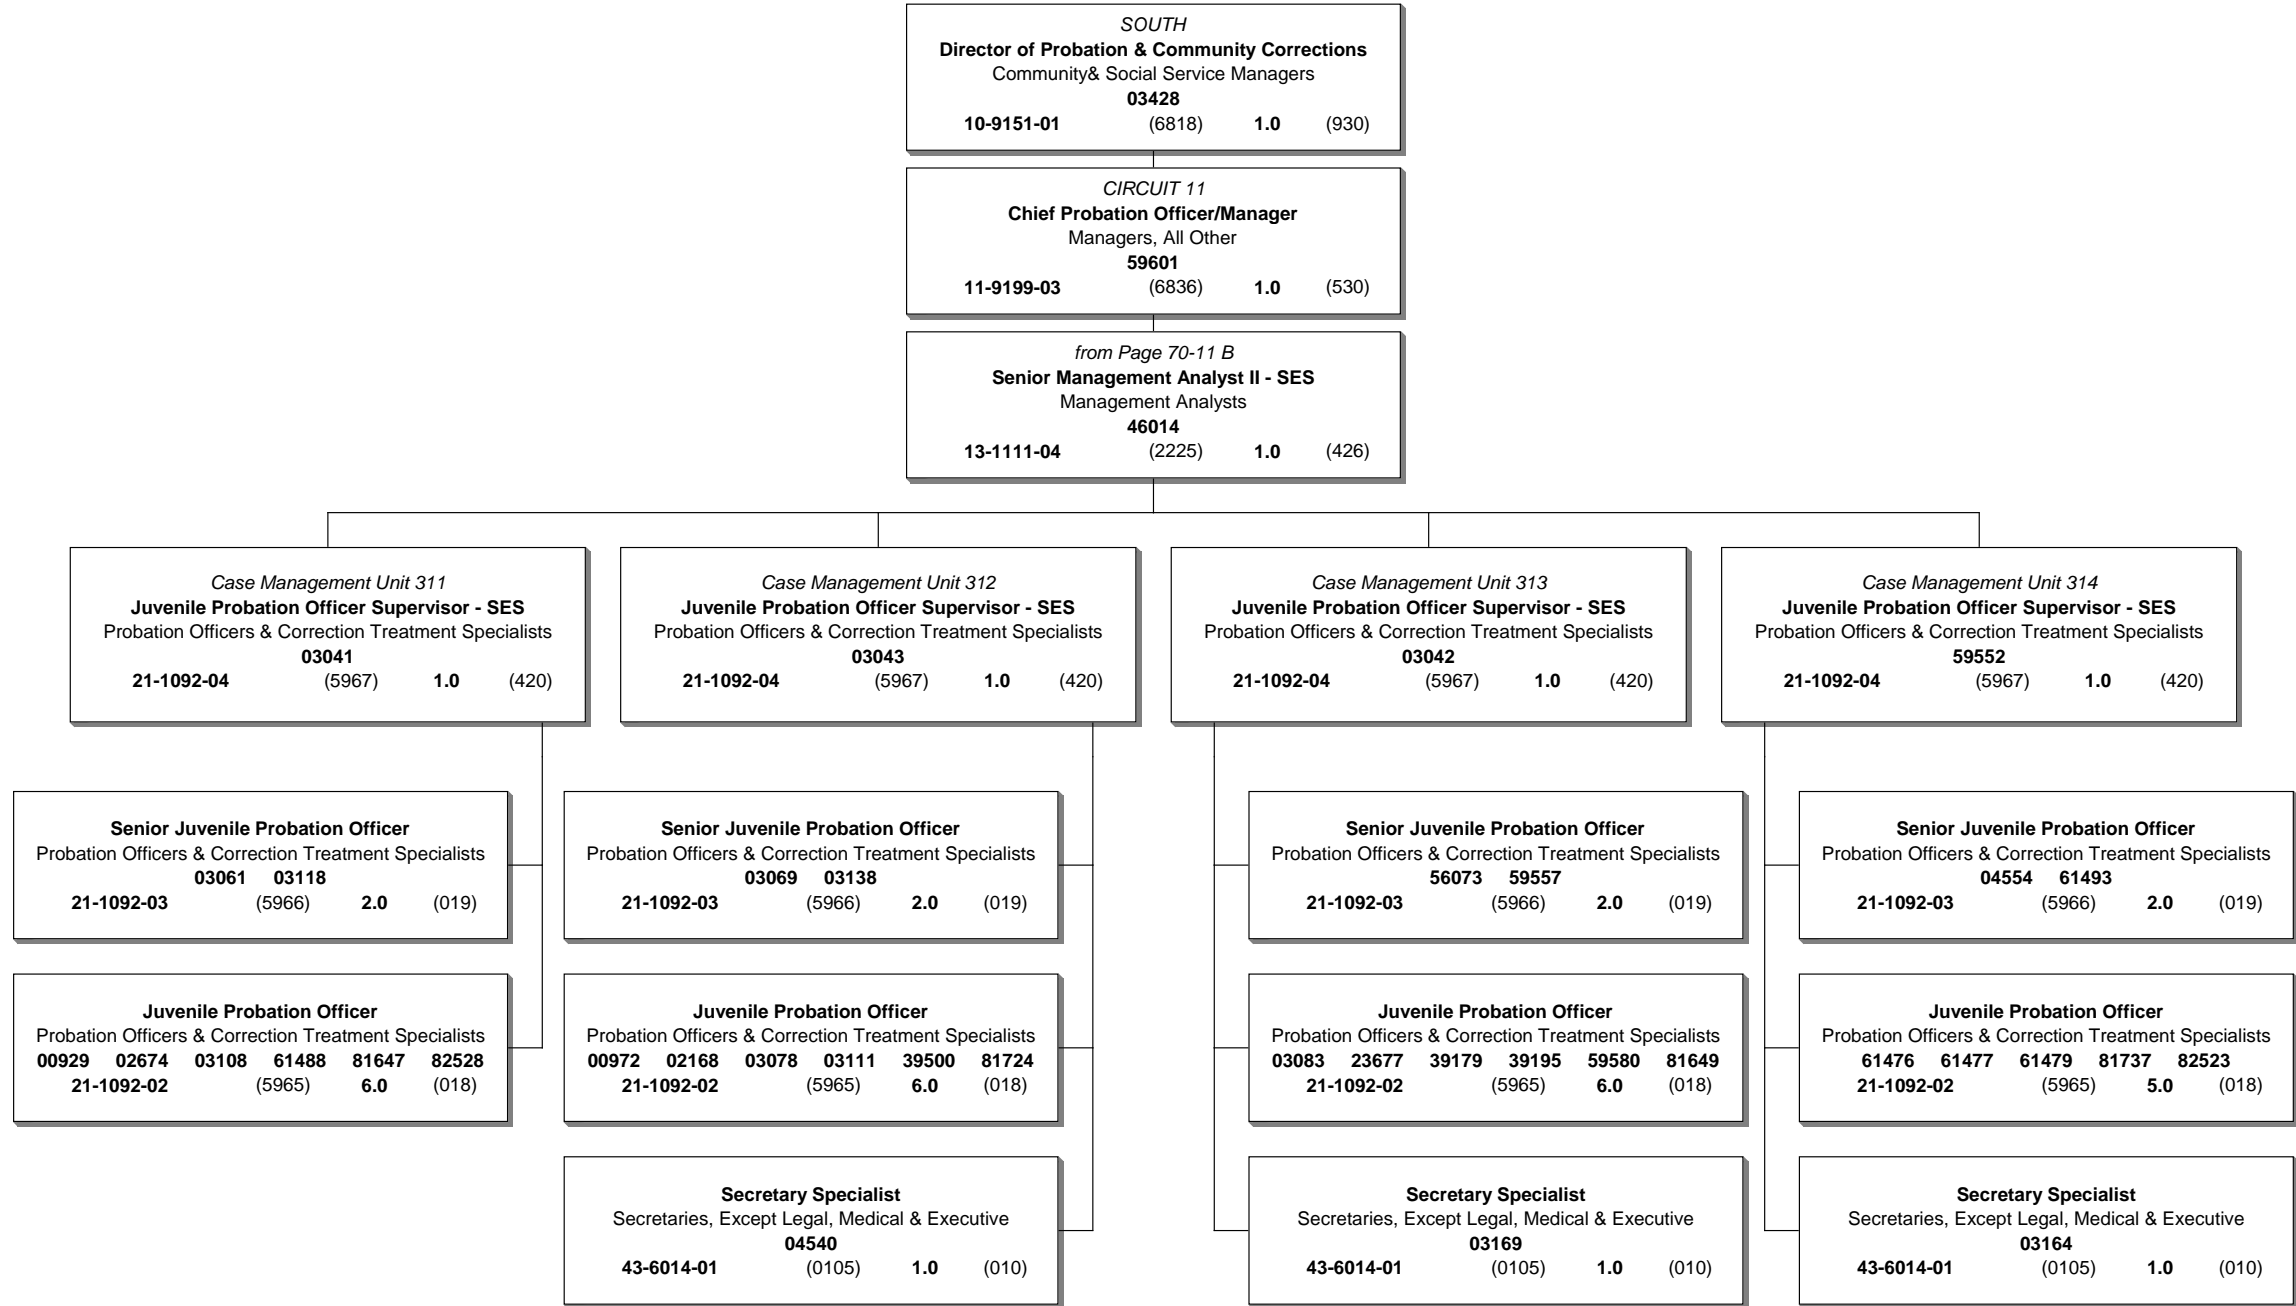 SOUTH
Director of Probation & Community Corrections
Community& Social Service Managers
03428
10-9151-01 (6818) 1.0 (930)
CIRCUIT 11
Chief Probation Officer/Manager
Managers, All Other
59601
11-9199-03 (6836) 1.0 (530)
from Page 70-11 B
Senior Management Analyst II - SES
Management Analysts
46014
13-1111-04 (2225) 1.0 (426)
Case Management Unit 311
Juvenile Probation Officer Supervisor - SES
Probation Officers & Correction Treatment Specialists
03041
21-1092-04 (5967) 1.0 (420)
Case Management Unit 312
Juvenile Probation Officer Supervisor - SES
Probation Officers & Correction Treatment Specialists
03043
21-1092-04 (5967) 1.0 (420)
Case Management Unit 313
Juvenile Probation Officer Supervisor - SES
Probation Officers & Correction Treatment Specialists
03042
21-1092-04 (5967) 1.0 (420)
Case Management Unit 314
Juvenile Probation Officer Supervisor - SES
Probation Officers & Correction Treatment Specialists
59552
21-1092-04 (5967) 1.0 (420)
Senior Juvenile Probation Officer
Probation Officers & Correction Treatment Specialists
03061 03118
21-1092-03 (5966) 2.0 (019)
Senior Juvenile Probation Officer
Probation Officers & Correction Treatment Specialists
03069 03138
21-1092-03 (5966) 2.0 (019)
Senior Juvenile Probation Officer
Probation Officers & Correction Treatment Specialists
56073 59557
21-1092-03 (5966) 2.0 (019)
Senior Juvenile Probation Officer
Probation Officers & Correction Treatment Specialists
04554 61493
21-1092-03 (5966) 2.0 (019)
Juvenile Probation Officer
Probation Officers & Correction Treatment Specialists
00929 02674 03108 61488 81647 82528
21-1092-02 (5965) 6.0 (018)
Juvenile Probation Officer
Probation Officers & Correction Treatment Specialists
00972 02168 03078 03111 39500 81724
21-1092-02 (5965) 6.0 (018)
Juvenile Probation Officer
Probation Officers & Correction Treatment Specialists
03083 23677 39179 39195 59580 81649
21-1092-02 (5965) 6.0 (018)
Juvenile Probation Officer
Probation Officers & Correction Treatment Specialists
61476 61477 61479 81737 82523
21-1092-02 (5965) 5.0 (018)
Secretary Specialist
Secretaries, Except Legal, Medical & Executive
04540
43-6014-01 (0105) 1.0 (010)
Secretary Specialist
Secretaries, Except Legal, Medical & Executive
03169
43-6014-01 (0105) 1.0 (010)
Secretary Specialist
Secretaries, Except Legal, Medical & Executive
03164
43-6014-01 (0105) 1.0 (010)